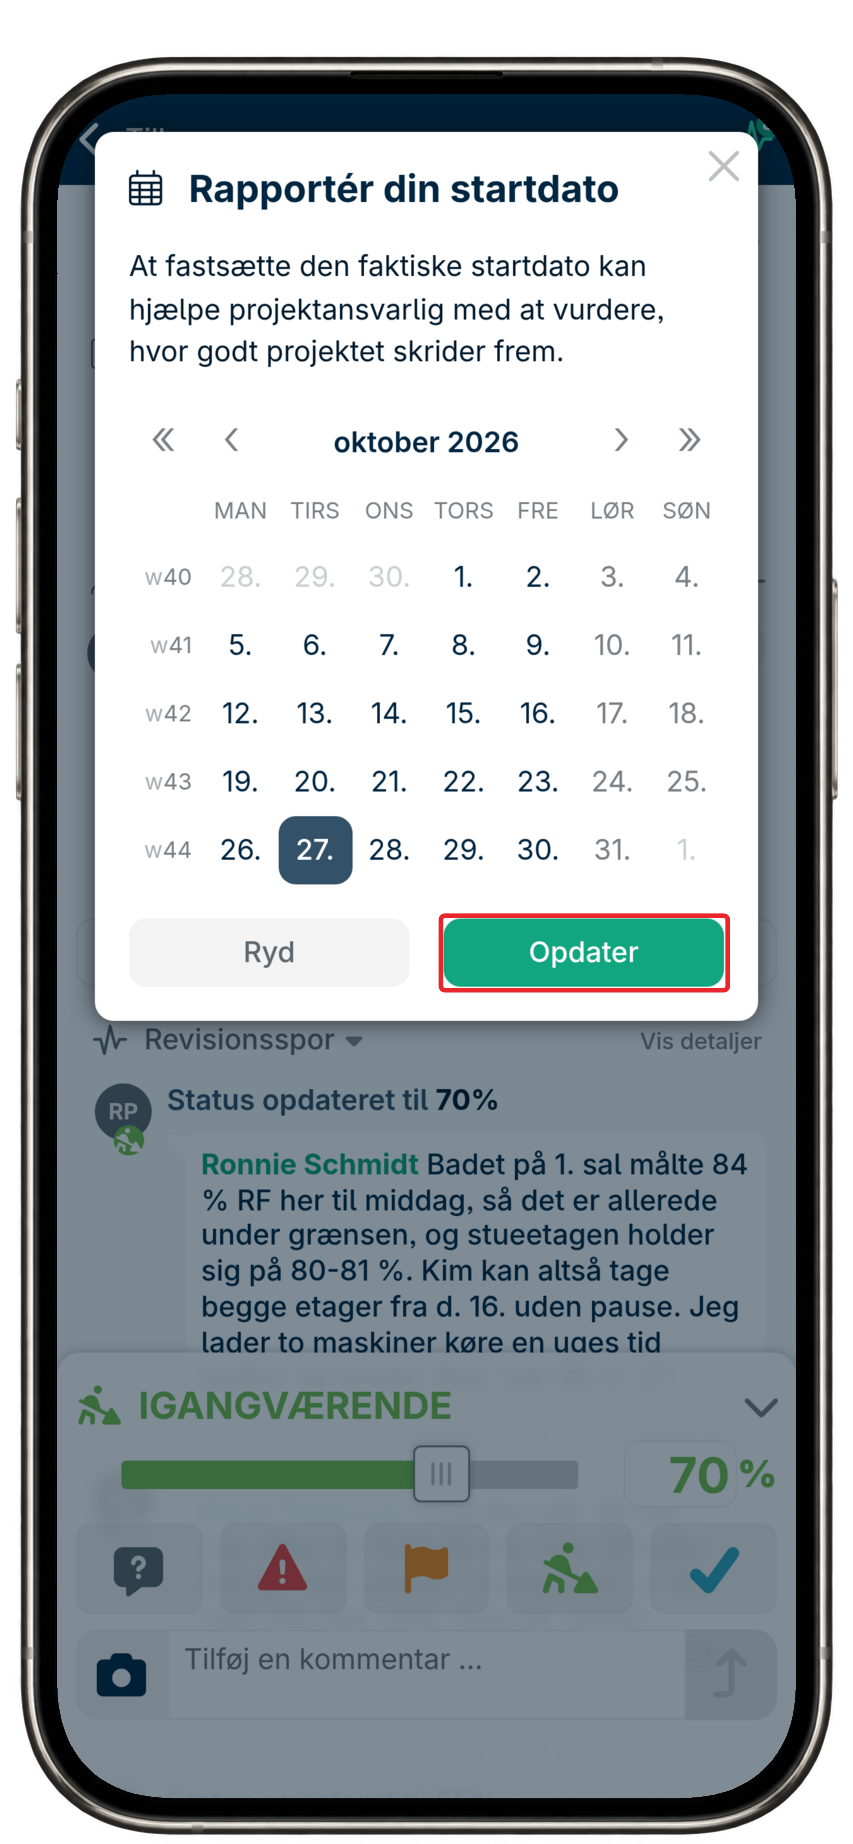 Rapportér din startdato
At fastsætte den faktiske startdato kan
hjælpe projektansvarlig med at vurdere,
hvor godt projektet skrider frem.
oktober 2026
MAN TIRS ONS TORS FRE LØR SØN
w40 28. 29. 30. 1. 2. 3. 4.
w41 5. 6. 7. 8. 9. 10. 11.
w42 12. 13. 14. 15. 16. 17. 18.
w43 19. 20. 21. 22. 23. 24. 25.
w44 26. 27. 28. 29. 30. 31. 1.
Ryd Opdater
Revisionsspor Vis detaljer
RP Status opdateret til 70%
Ronnie Schmidt Badet på 1. sal målte 84
% RF her til middag, så det er allerede
under grænsen, og stueetagen holder
sig på 80-81 %. Kim kan altså tage
begge etager fra d. 16. uden pause. Jeg
lader to maskiner køre en uges tid
IGANGVÆRENDE
70 %
Tilføj en kommentar ...